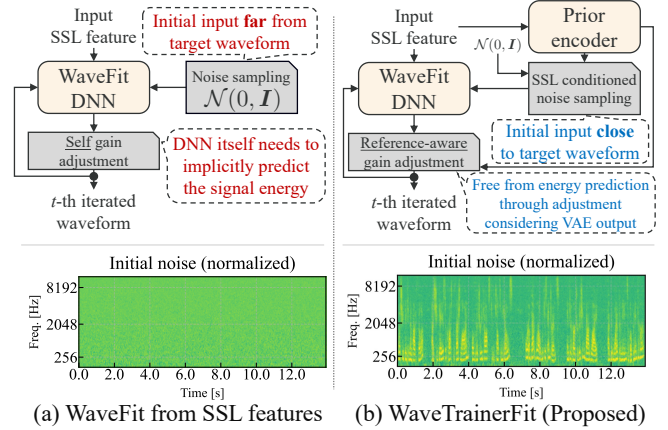 Input
SSL feature
Initial input far from
target waveform
WaveFit
DNN
Noise sampling
𝒩(0, I)
Self gain
adjustment
DNN itself needs to
implicitly predict
the signal energy
t-th iterated
waveform
Initial noise (normalized)
Freq. [Hz]
8192
2048
256
0.0 2.0 4.0 6.0 8.0 10.0 12.0
Time [s]
(a) WaveFit from SSL features
Input
SSL feature
Prior
encoder
𝒩(0, I)
WaveFit
DNN
SSL conditioned
noise sampling
Initial input close
to target waveform
Reference-aware
gain adjustment
Free from energy prediction
through adjustment
considering VAE output
t-th iterated
waveform
Initial noise (normalized)
Freq. [Hz]
8192
2048
256
0.0 2.0 4.0 6.0 8.0 10.0 12.0
Time [s]
(b) WaveTrainerFit (Proposed)